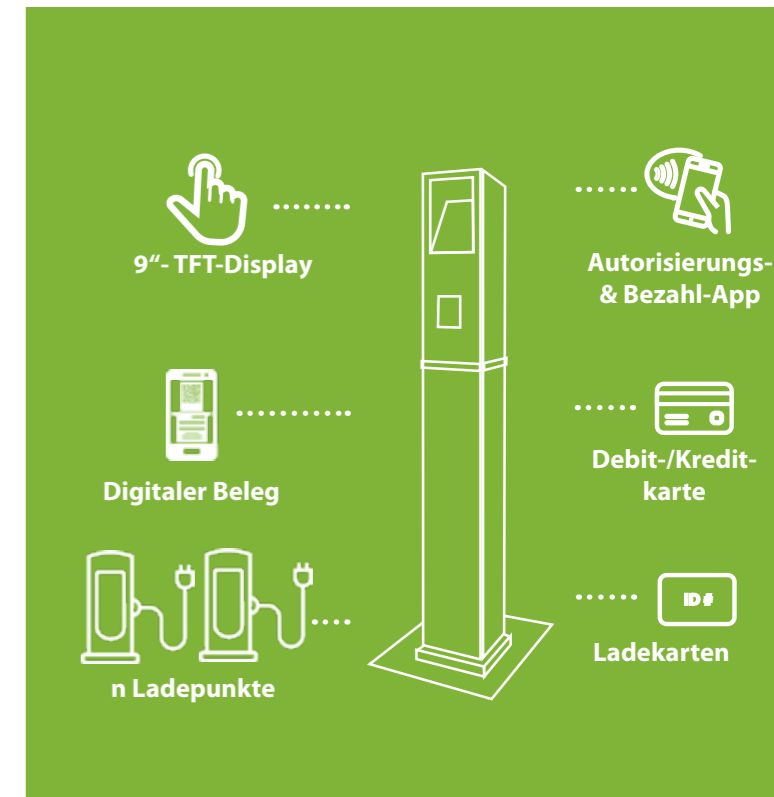 9“- TFT-Display
Autorisierungs-
& Bezahl-App
Digitaler Beleg
Debit-/Kredit-
karte
ID #
n Ladepunkte
Ladekarten